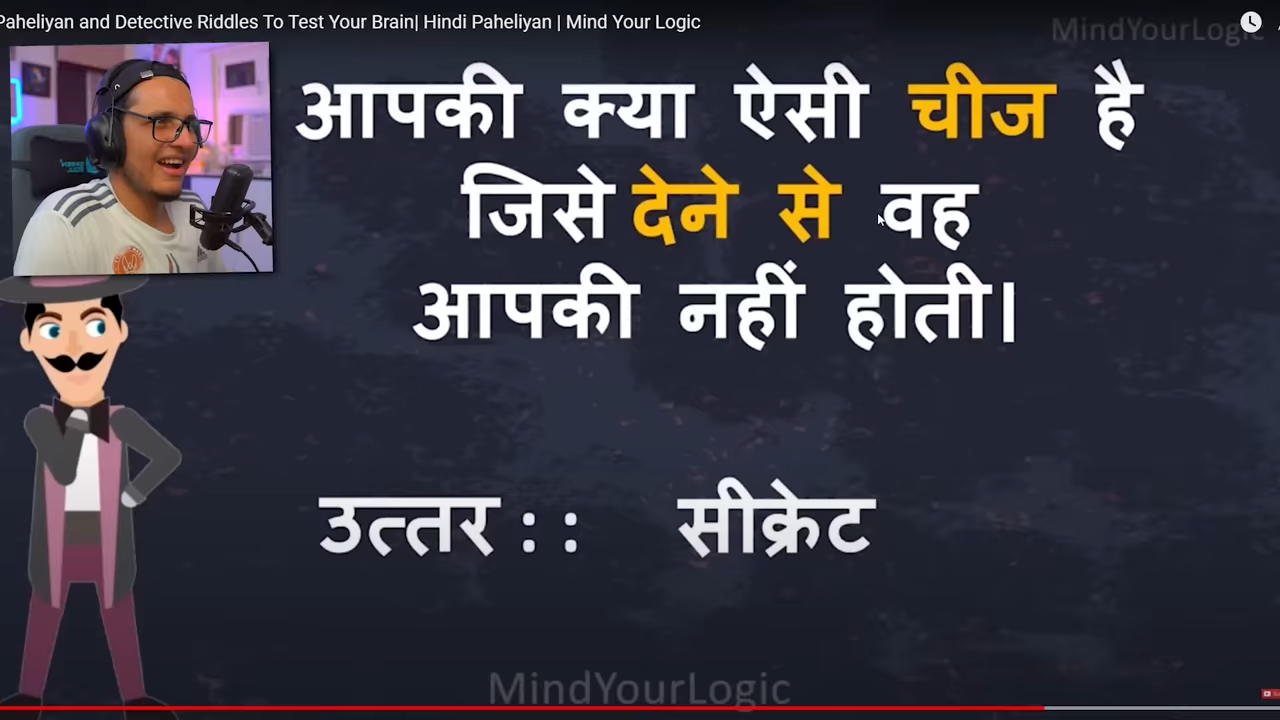 Paheliyan and Detective Riddles To Test Your Brain| Hindi Paheliyan | Mind Your Logic
MindYourLogic
आपकी क्या ऐसी चीज है
जिसे देने से वह
आपकी नहीं होती।
उत्तर : : सीक्रेट
MindYourLogic